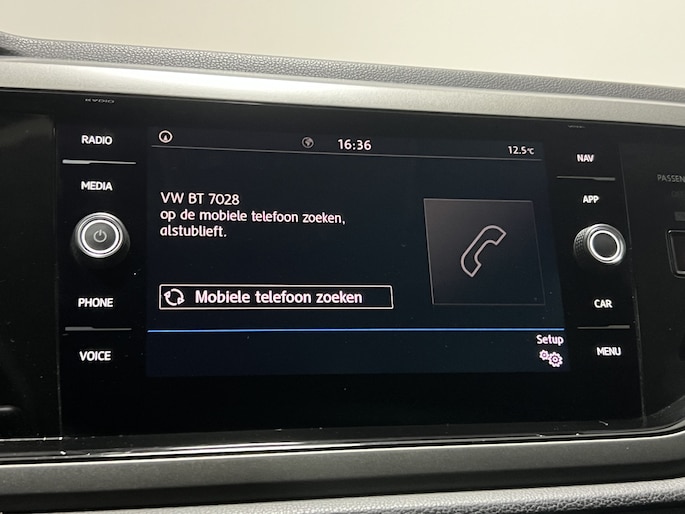 RADIO
MEDIA
PHONE
VOICE
16:36
12.5°C
VW BT 7028
op de mobiele telefoon zoeken,
alstublieft.
Mobiele telefoon zoeken
Setup
NAV
APP
CAR
MENU
PASSEN